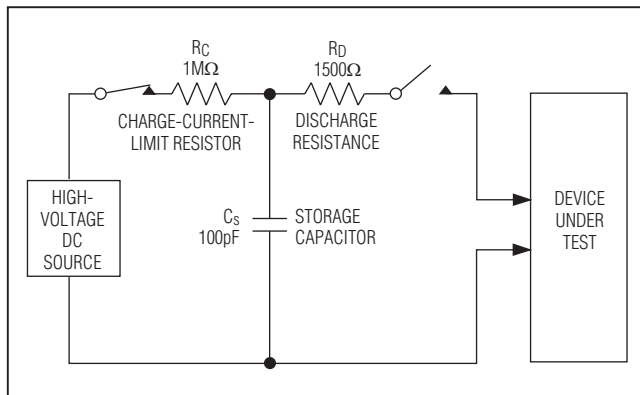 RC
1MΩ
CHARGE-CURRENT-
LIMIT RESISTOR
RD
1500Ω
DISCHARGE
RESISTANCE
HIGH-
VOLTAGE
DC
SOURCE
CS
100pF
STORAGE
CAPACITOR
DEVICE
UNDER
TEST